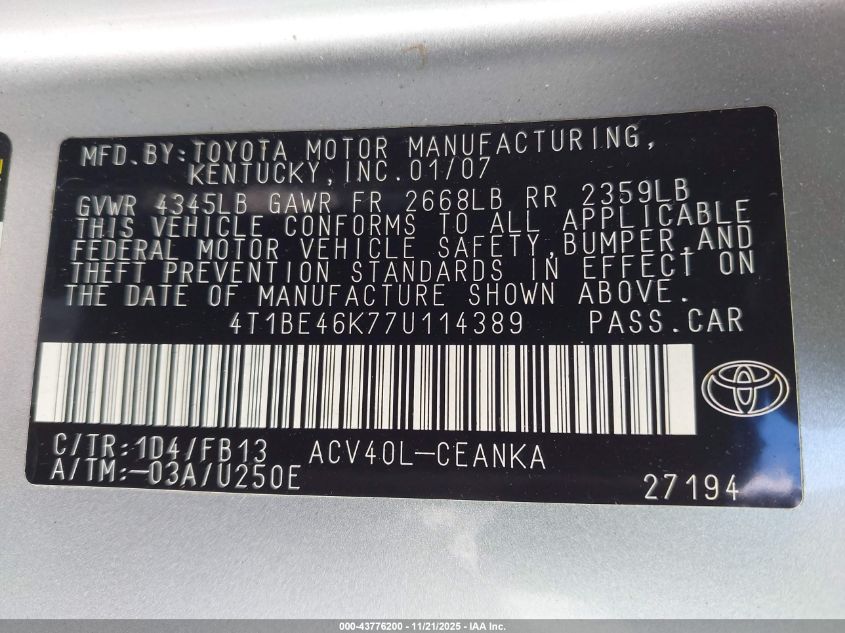 MFD.BY:TOYOTA MOTOR MANUFACTURING,
KENTUCKY,INC.01/07
GVWR 4345LB GAWR FR 2668LB RR 2359LB
THIS VEHICLE CONFORMS TO ALL APPLICABLE
FEDERAL MOTOR VEHICLE SAFETY,BUMPER,AND
THEFT PREVENTION STANDARDS IN EFFECT ON
THE DATE OF MANUFACTURE SHOWN ABOVE.
4T1BE46K77U114389 PASS.CAR
C/TR:1D4/FB13 ACV40L-CEANKA
A/TM:-03A/U250E
27194
000-43776200 - 11/21/2025 - IAA Inc.